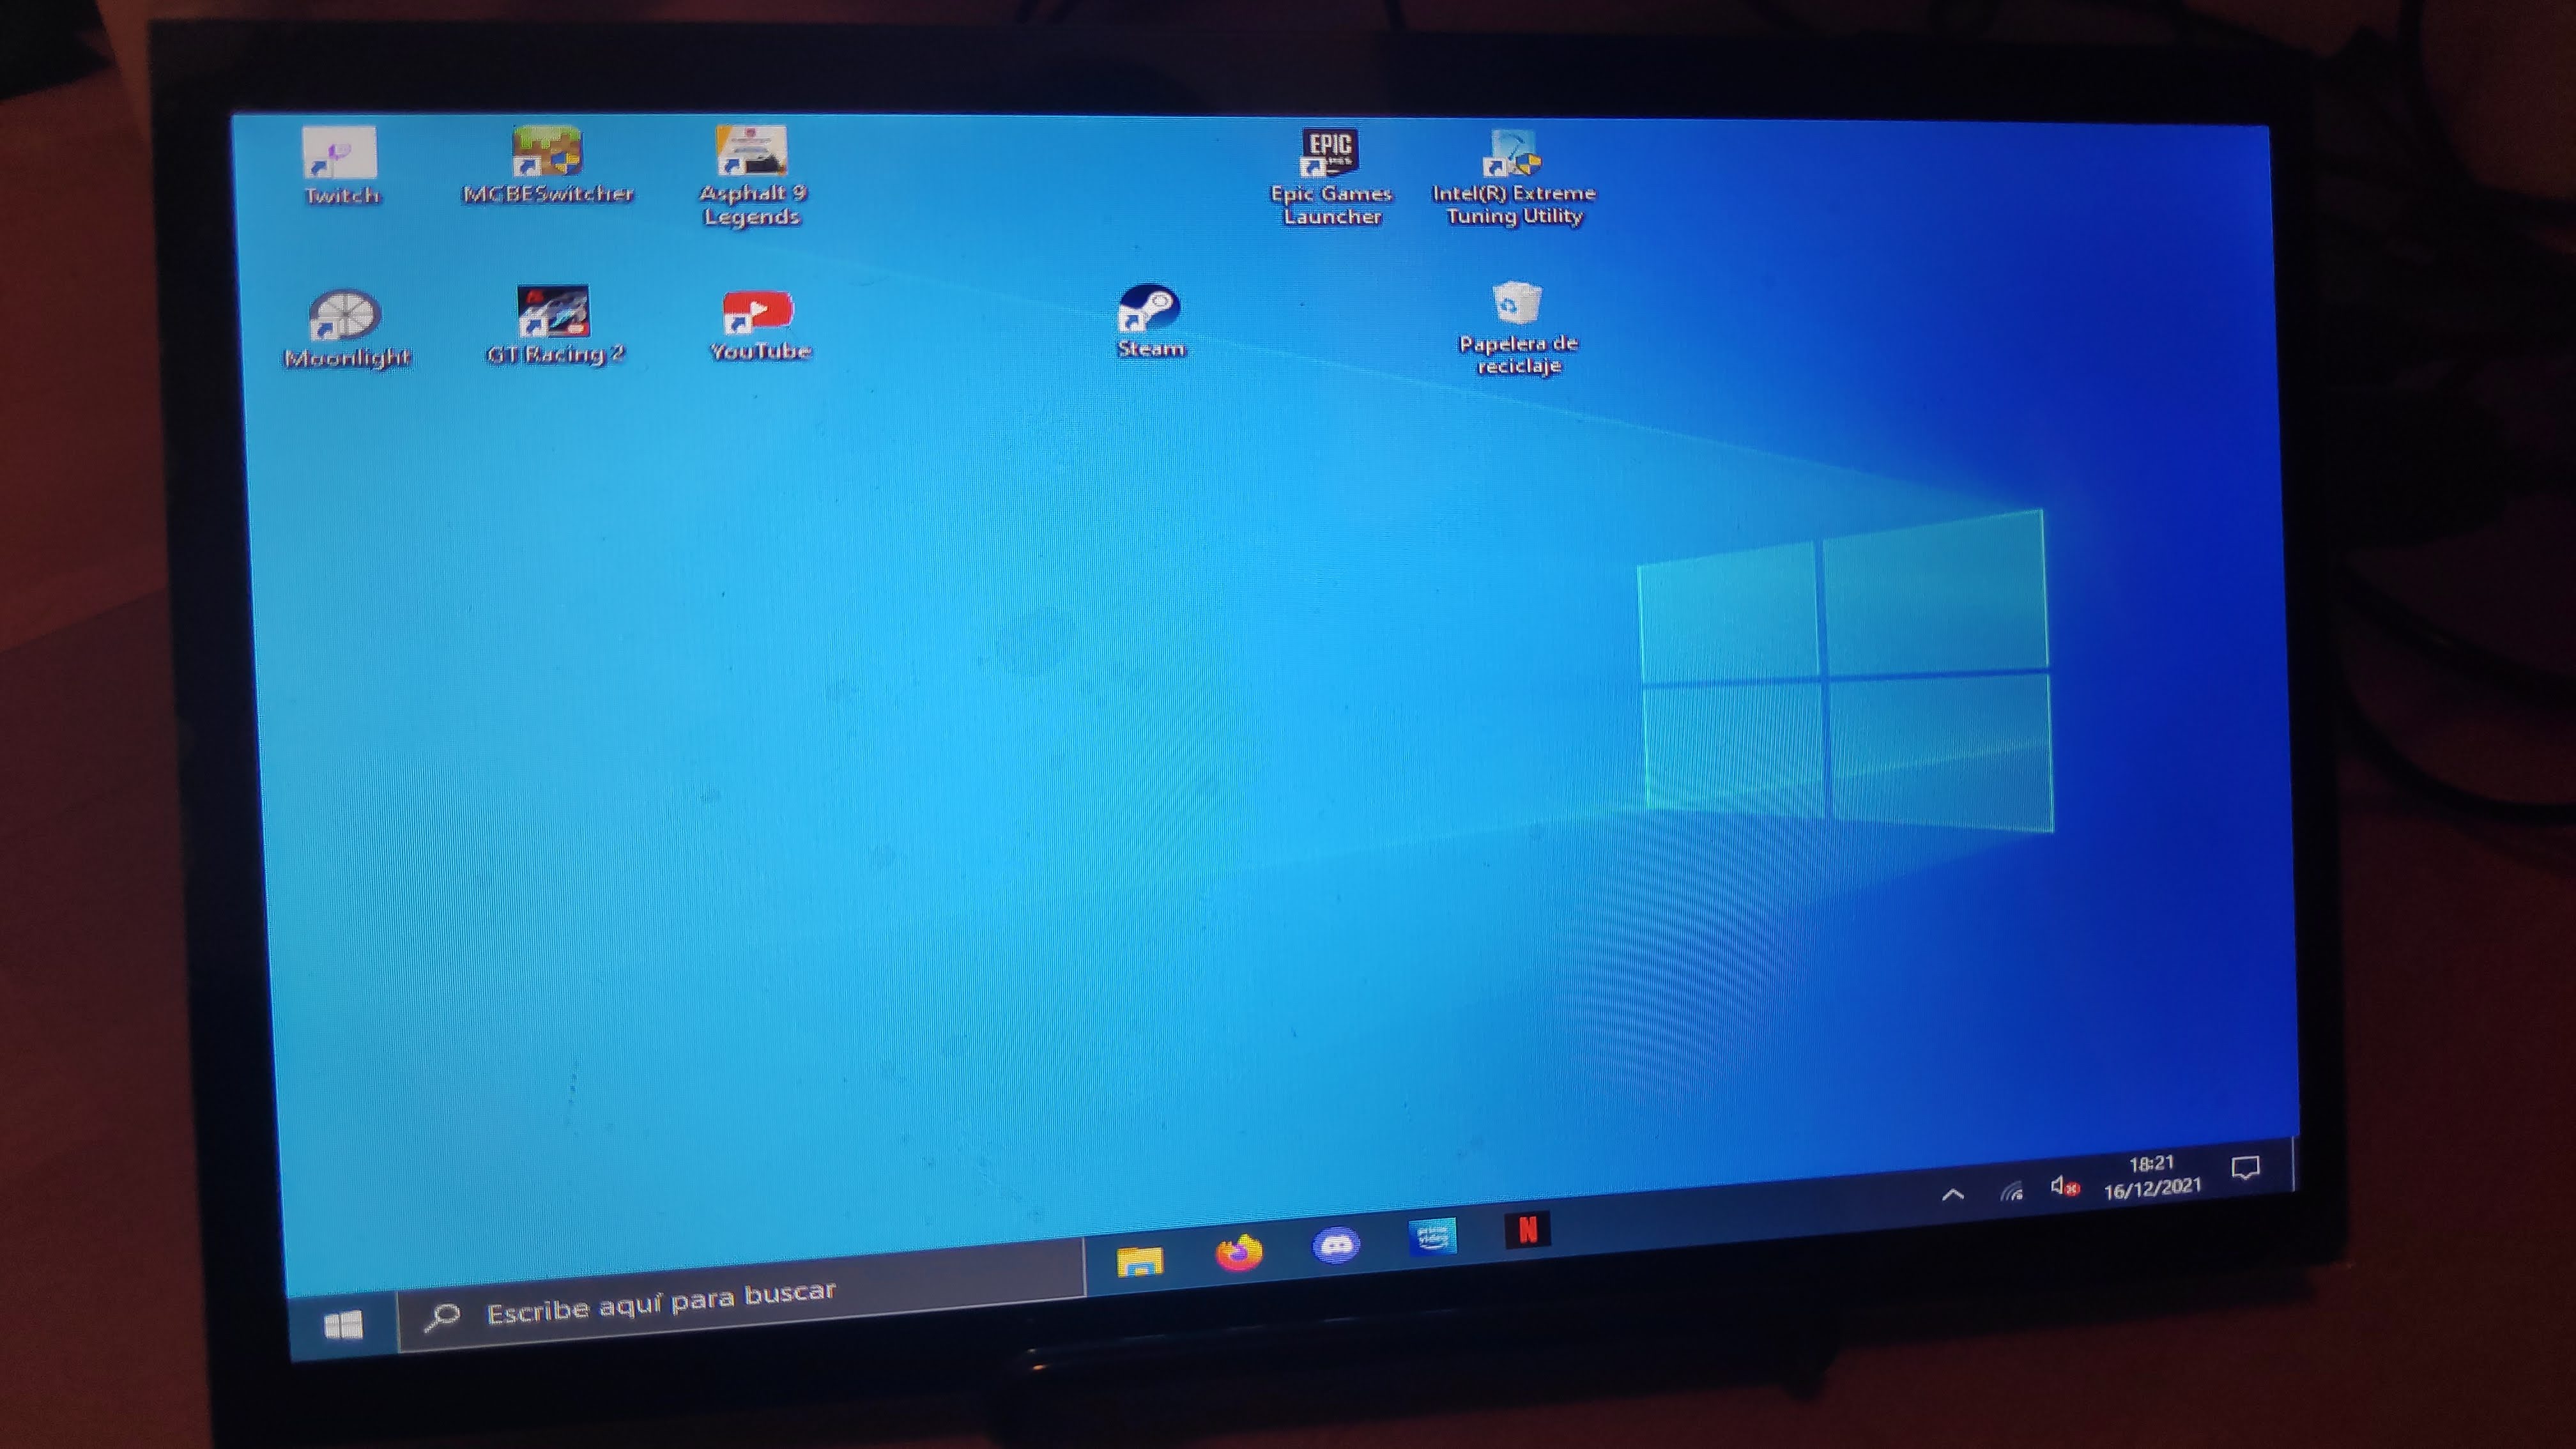 Twitch
MCBESwitcher
Asphalt 9
Legends
EPIC
Epic Games
Launcher
Intel(R) Extreme
Tuning Utility
Moonlight
GT Racing 2
YouTube
Steam
Papelera de
reciclaje
18:21
16/12/2021
prime
video
N
Escribe aquí para buscar